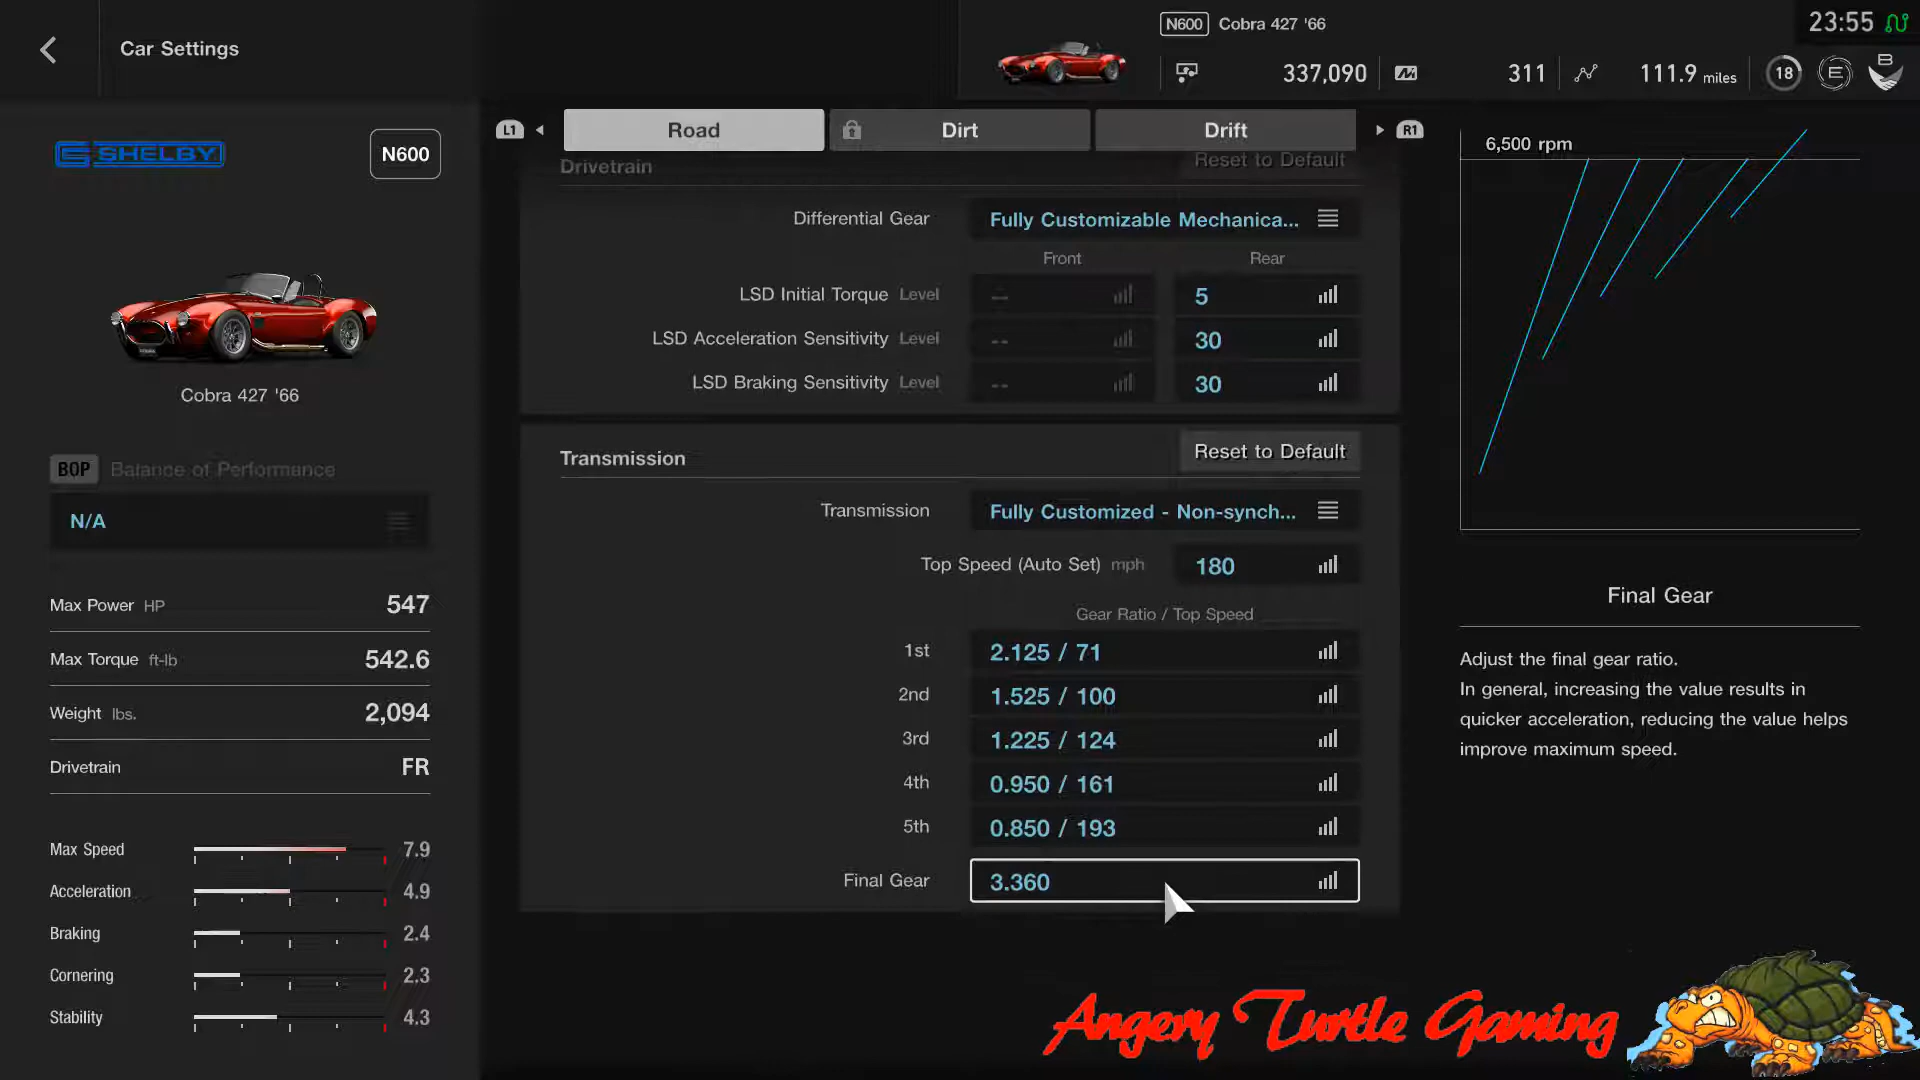 Car Settings
N600 Cobra 427 '66
337,090
311
111.9 miles
18
E
B
23:55
SHELBY
N600
Cobra 427 '66
BOP Balance of Performance
N/A
Max Power HP 547
Max Torque ft-lb 542.6
Weight lbs. 2,094
Drivetrain FR
Max Speed 7.9
Acceleration 4.9
Braking 2.4
Cornering 2.3
Stability 4.3
L1 Road Dirt Drift R1
Drivetrain Reset to Default
Differential Gear Fully Customizable Mechanica...
Front Rear
LSD Initial Torque Level -- 5
LSD Acceleration Sensitivity Level -- 30
LSD Braking Sensitivity Level -- 30
Transmission Reset to Default
Transmission Fully Customized - Non-synch...
Top Speed (Auto Set) mph 180
Gear Ratio / Top Speed
1st 2.125 / 71
2nd 1.525 / 100
3rd 1.225 / 124
4th 0.950 / 161
5th 0.850 / 193
Final Gear 3.360
6,500 rpm
Final Gear
Adjust the final gear ratio.
In general, increasing the value results in
quicker acceleration, reducing the value helps
improve maximum speed.
Angery Turtle Gaming